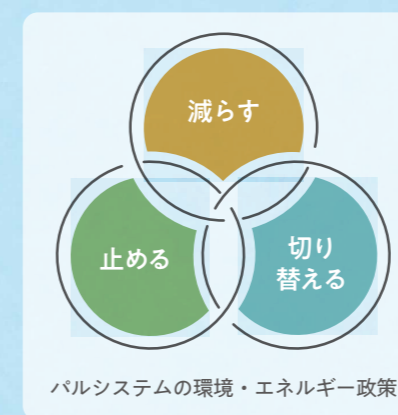 減らす
止める
切り
替える
パルシステムの環境・エネルギー政策